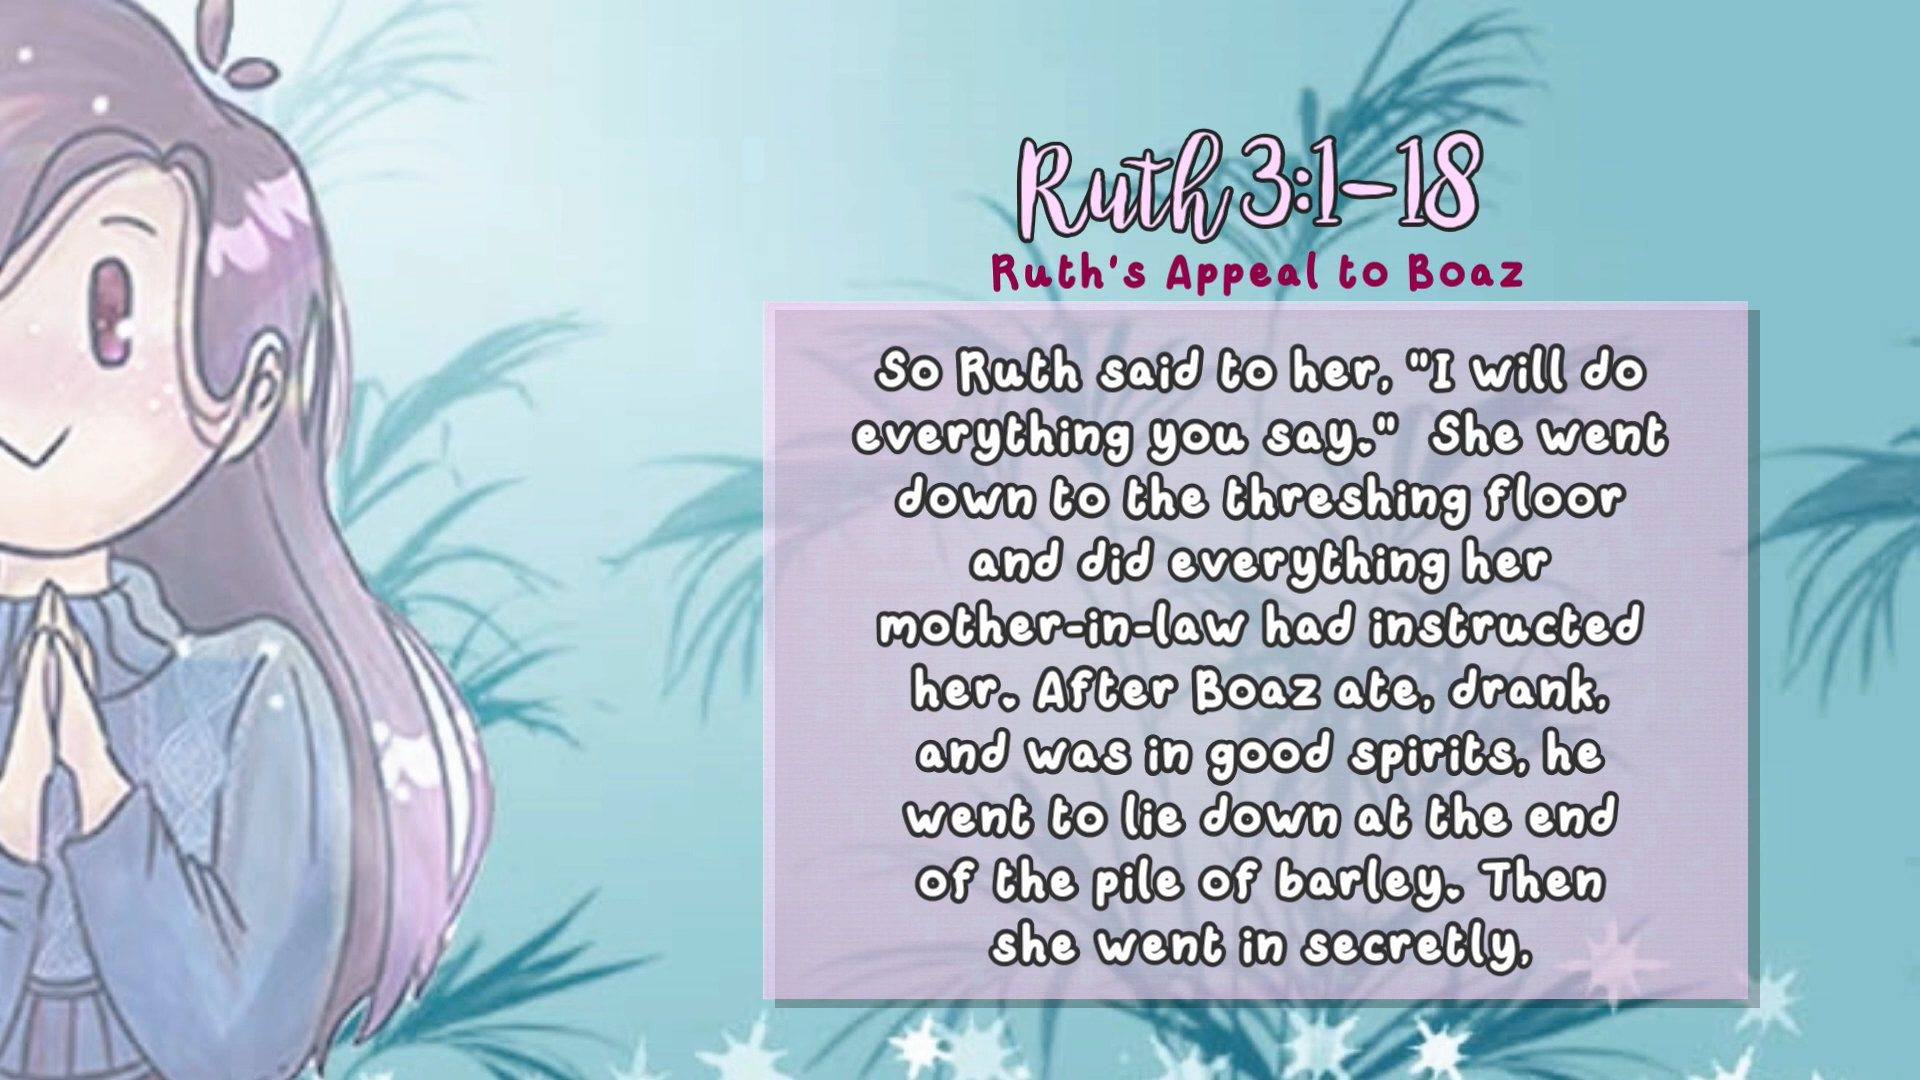 Ruth 3:1-18
Ruth's Appeal to Boaz
So Ruth said to her, "I will do
everything you say."  She went
down to the threshing floor
and did everything her
mother-in-law had instructed
her. After Boaz ate, drank,
and was in good spirits, he
went to lie down at the end
of the pile of barley. Then
she went in secretly,